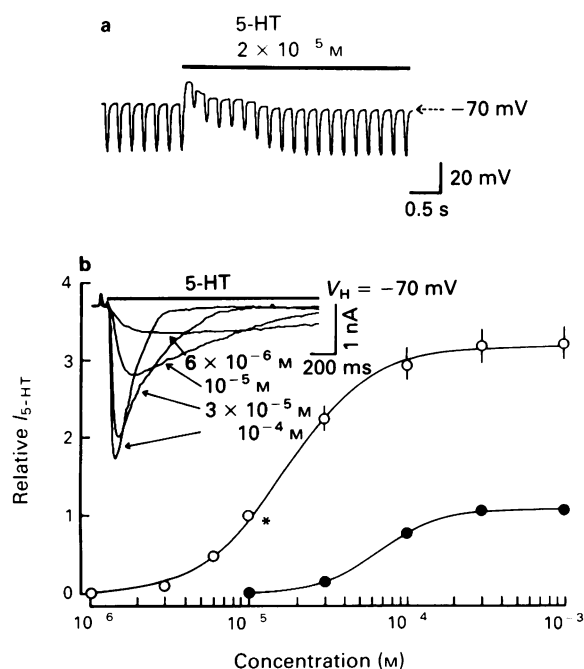 a
5-HT
2 × 10 ⁵ M
−70 mV
20 mV
0.5 s
b
4
5-HT
V_H = −70 mV
1 nA
200 ms
6 × 10⁻⁶ M
10⁻⁵ M
3 × 10⁻⁵ M
10⁻⁴ M
3
2
1
0
*
Relative I₅₋HT
10 ⁶
10⁻⁵
10 ⁴
10⁻³
Concentration (M)